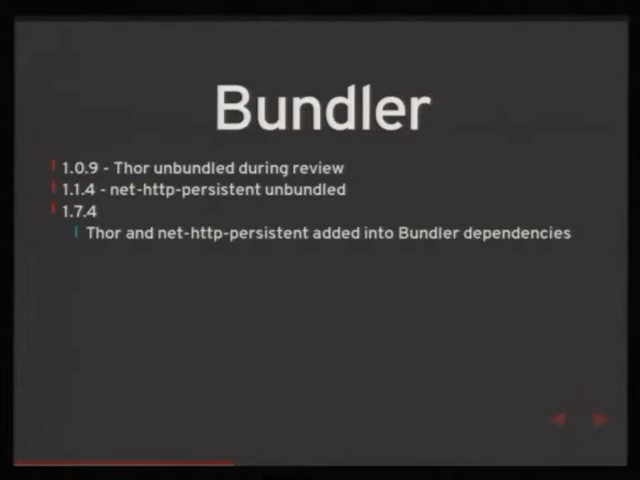 Bundler
1.0.9 - Thor unbundled during review
1.1.4 - net-http-persistent unbundled
1.7.4
Thor and net-http-persistent added into Bundler dependencies